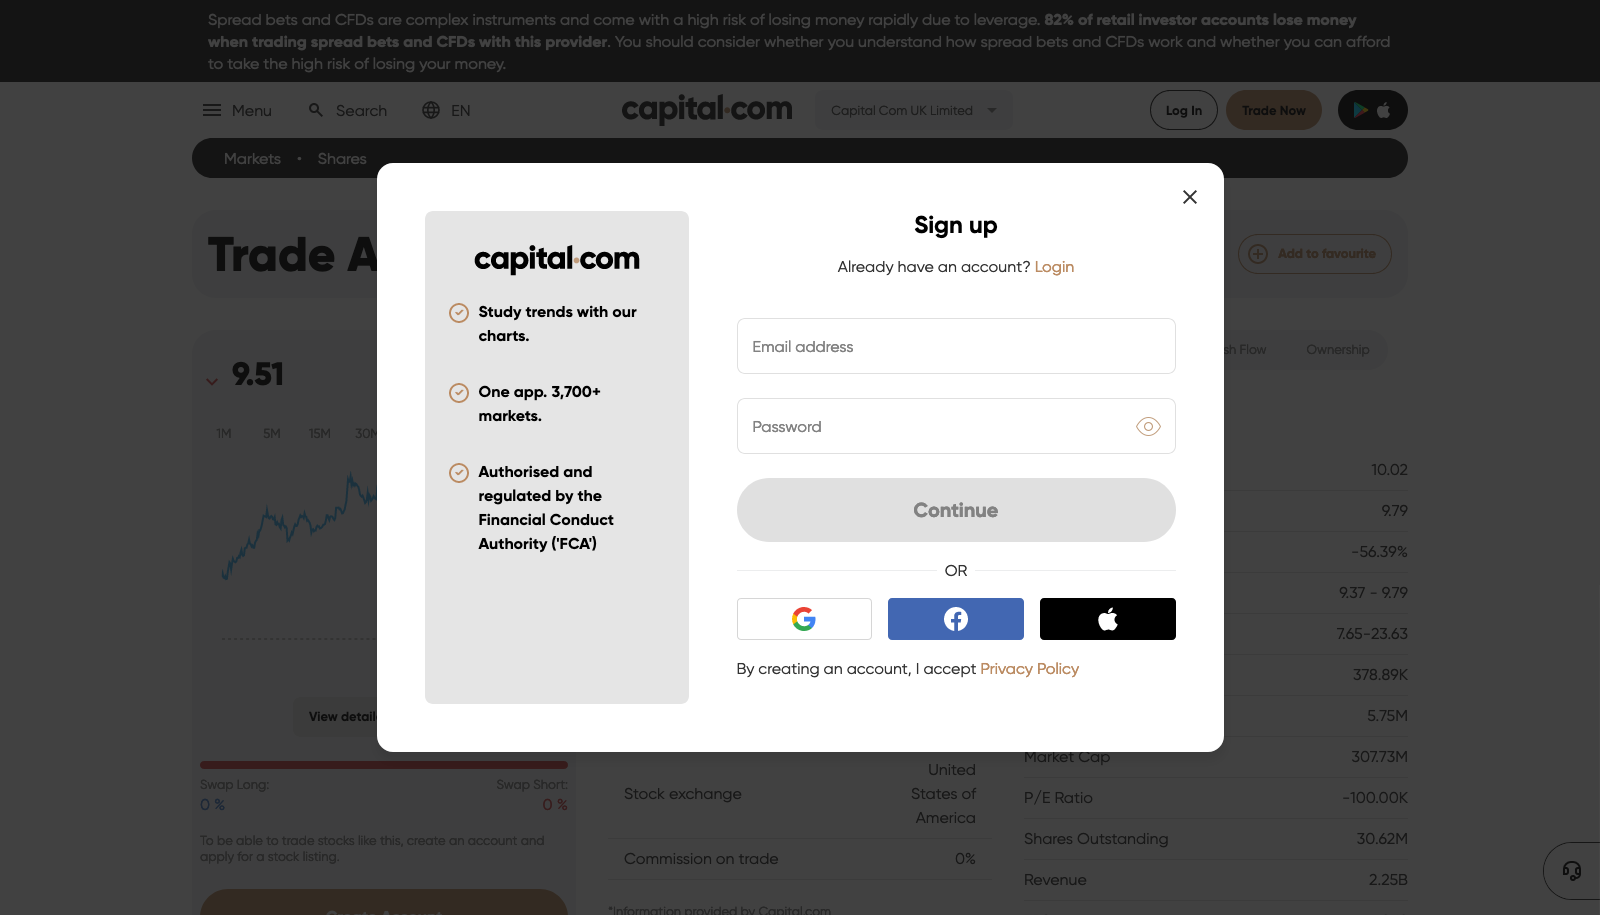 Spread bets and CFDs are complex instruments and come with a high risk of losing money rapidly due to leverage. 82% of retail investor accounts lose money
when trading spread bets and CFDs with this provider. You should consider whether you understand how spread bets and CFDs work and whether you can afford
to take the high risk of losing your money.
Menu Search EN capital.com Capital Com UK Limited Log In Trade Now
Markets • Shares
Trade A
Add to favourite
9.51
1M 5M 15M 30M
View detail
Swap Long: Swap Short:
0 % 0 %
To be able to trade stocks like this, create an account and
apply for a stock listing.
Create Account
capital.com
Study trends with our
charts.
One app. 3,700+
markets.
Authorised and
regulated by the
Financial Conduct
Authority ('FCA')
Sign up
Already have an account? Login
Email address
Password
Continue
OR
By creating an account, I accept Privacy Policy
sh Flow Ownership
10.02
9.79
-56.39%
9.37 - 9.79
7.65-23.63
378.89K
5.75M
Market Cap 307.73M
P/E Ratio -100.00K
Shares Outstanding 30.62M
Revenue 2.25B
Stock exchange United
States of
America
Commission on trade 0%
*Information provided by Capital.com